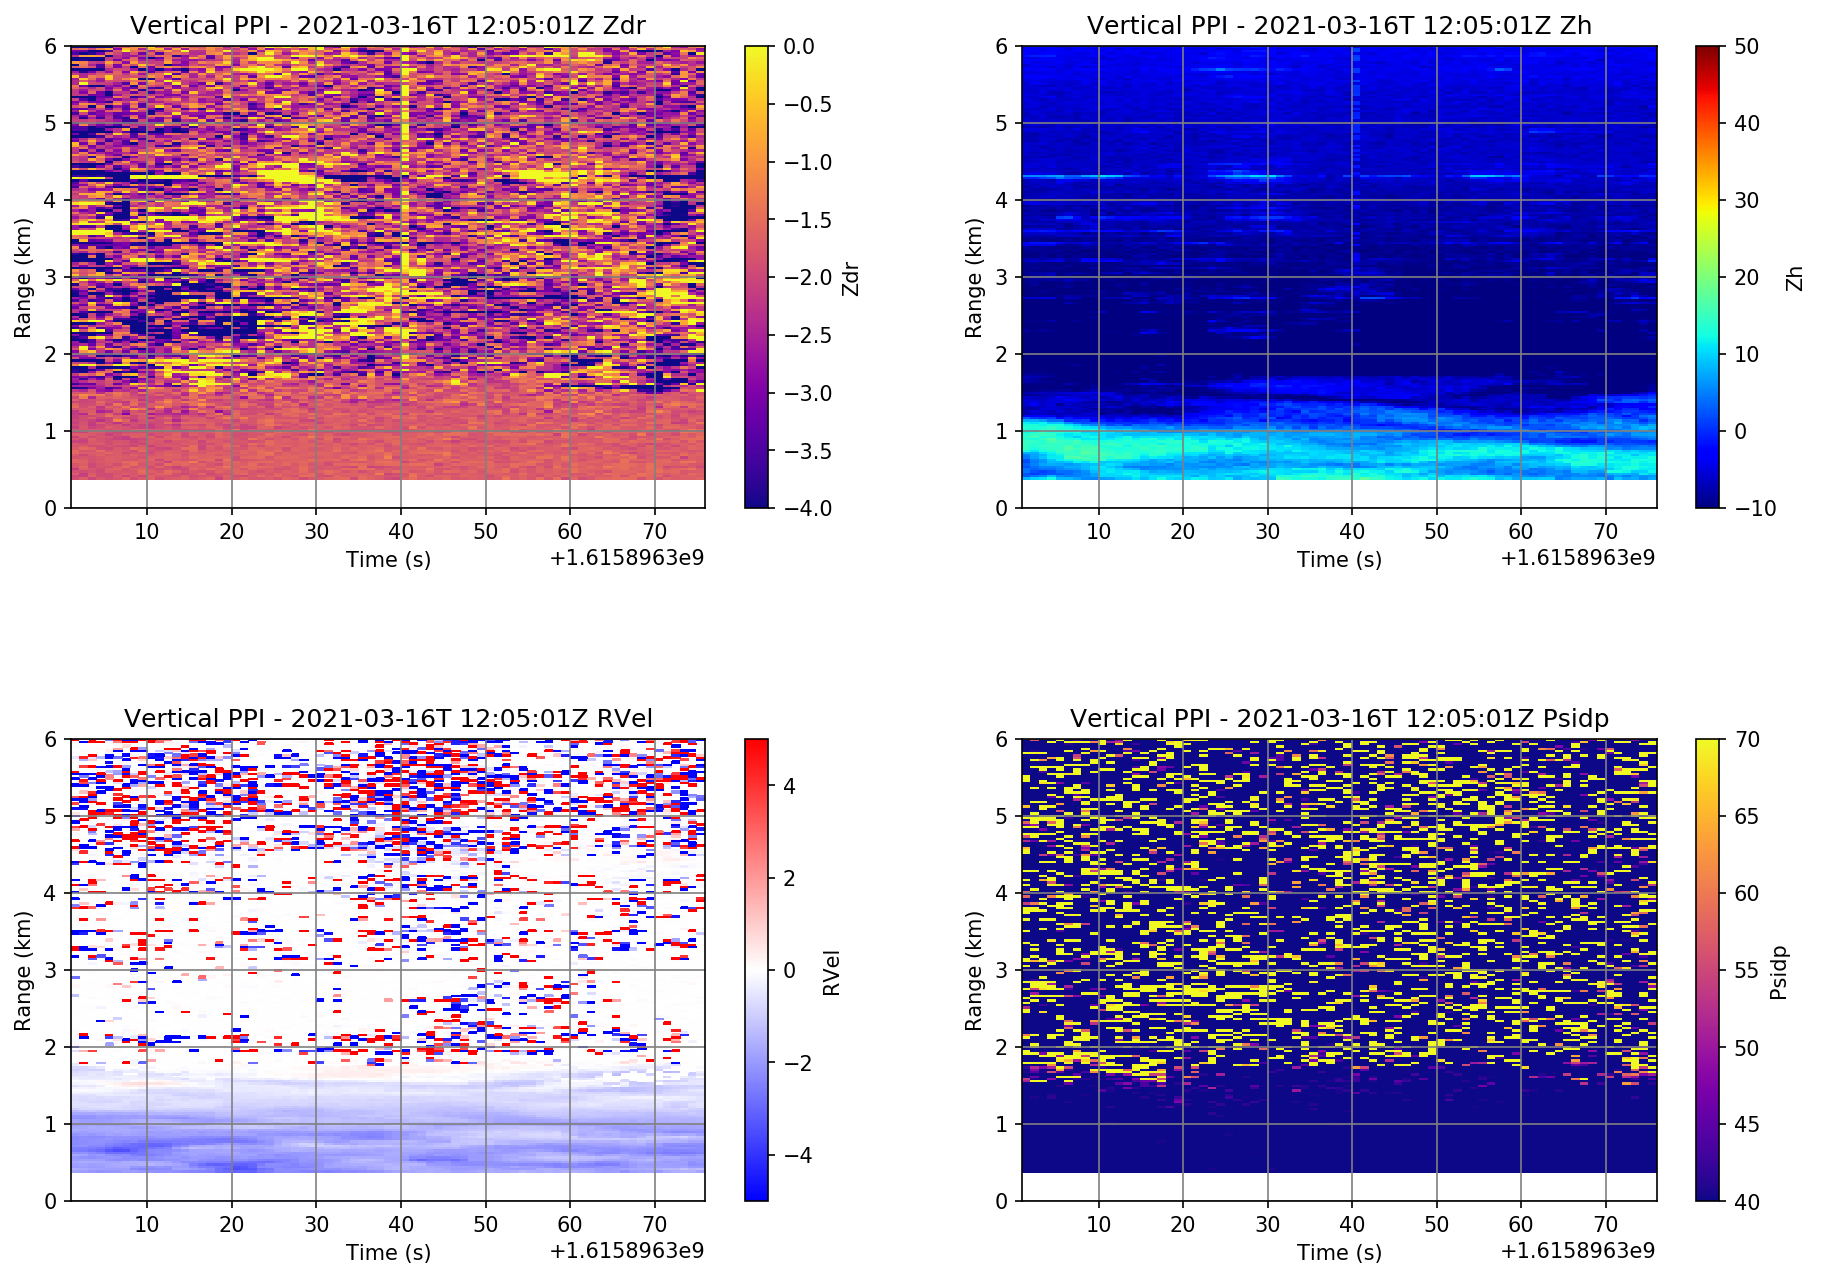 Vertical PPI - 2021-03-16T 12:05:01Z Zdr
6
5
4
3
2
1
0
Range (km)
10 20 30 40 50 60 70
Time (s)
+1.6158963e9
0.0
−0.5
−1.0
−1.5
−2.0
−2.5
−3.0
−3.5
−4.0
Zdr
Vertical PPI - 2021-03-16T 12:05:01Z Zh
6
5
4
3
2
1
0
Range (km)
10 20 30 40 50 60 70
Time (s)
+1.6158963e9
50
40
30
20
10
0
−10
Zh
Vertical PPI - 2021-03-16T 12:05:01Z RVel
6
5
4
3
2
1
0
Range (km)
10 20 30 40 50 60 70
Time (s)
+1.6158963e9
4
2
0
−2
−4
RVel
Vertical PPI - 2021-03-16T 12:05:01Z Psidp
6
5
4
3
2
1
0
Range (km)
10 20 30 40 50 60 70
Time (s)
+1.6158963e9
70
65
60
55
50
45
40
Psidp